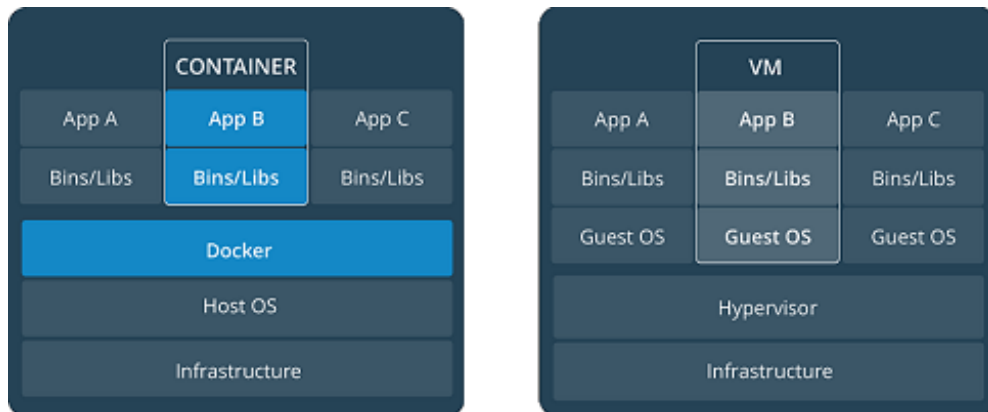 CONTAINER
App A App B App C
Bins/Libs Bins/Libs Bins/Libs
Docker
Host OS
Infrastructure
VM
App A App B App C
Bins/Libs Bins/Libs Bins/Libs
Guest OS Guest OS Guest OS
Hypervisor
Infrastructure